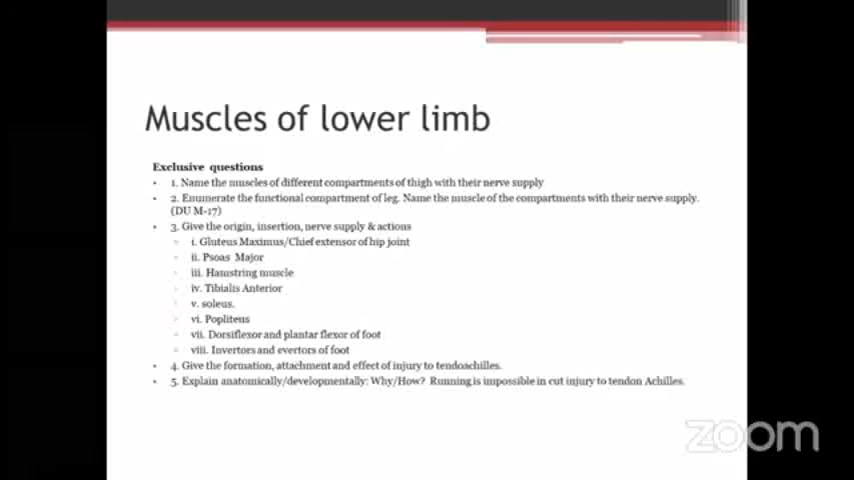 Muscles of lower limb
Exclusive questions
• 1. Name the muscles of different compartments of thigh with their nerve supply
• 2. Enumerate the functional compartment of leg. Name the muscle of the compartments with their nerve supply.
(DU M-17)
• 3. Give the origin, insertion, nerve supply & actions
▫ i. Gluteus Maximus/Chief extensor of hip joint
▫ ii. Psoas Major
▫ iii. Hamstring muscle
▫ iv. Tibialis Anterior
▫ v. soleus.
▫ vi. Popliteus
▫ vii. Dorsiflexor and plantar flexor of foot
▫ viii. Invertors and evertors of foot
• 4. Give the formation, attachment and effect of injury to tendoachilles.
• 5. Explain anatomically/developmentally: Why/How? Running is impossible in cut injury to tendon Achilles.
zoom